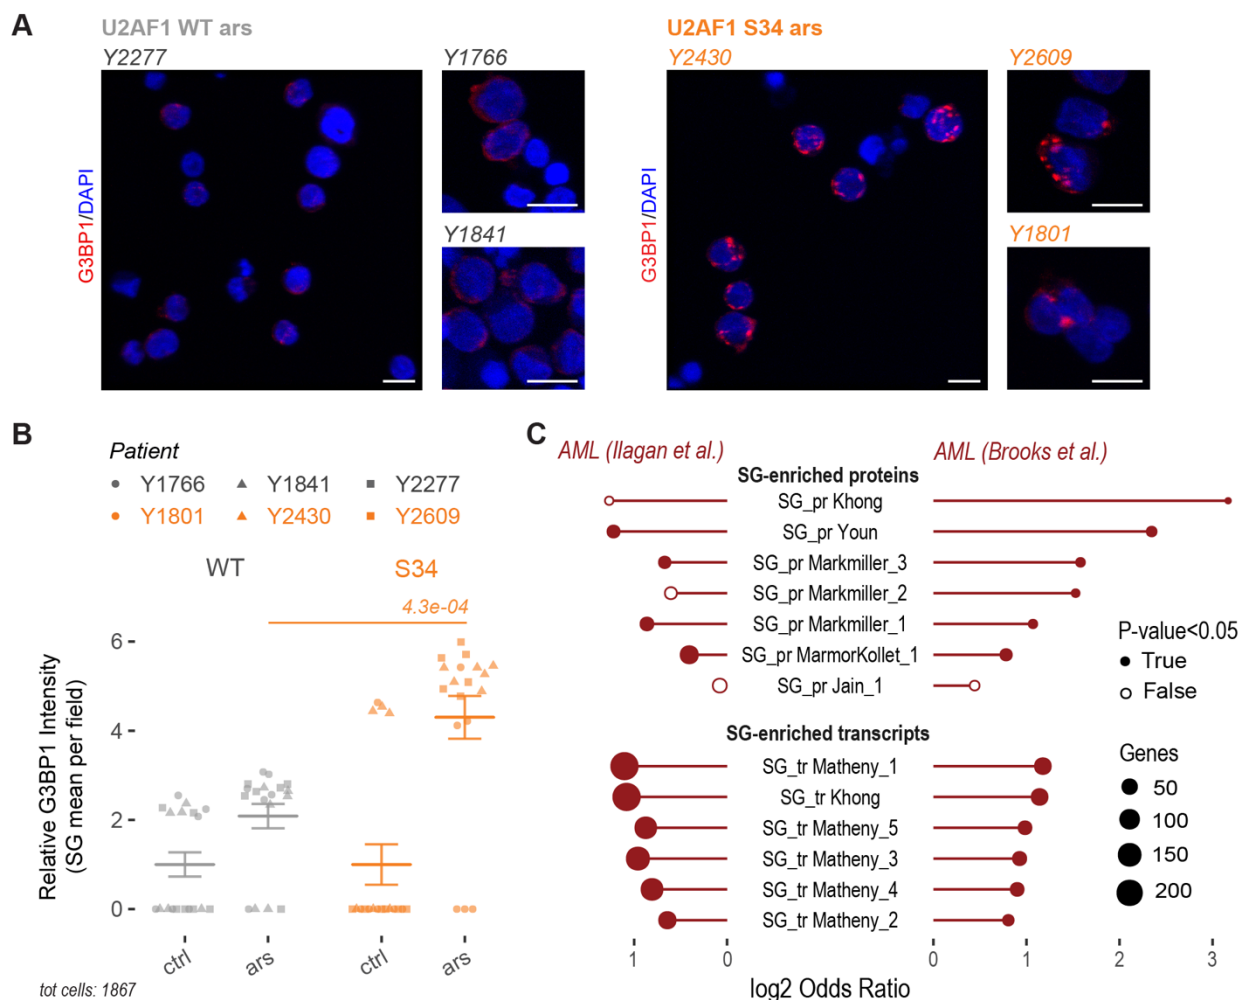 A
U2AF1 WT ars
U2AF1 S34 ars
Y2277
Y1766
Y2430
Y2609
G3BP1/DAPI
G3BP1/DAPI
Y1841
Y1801
B
Patient
Y1766 Y1841 Y2277
Y1801 Y2430 Y2609
WT S34
4.3e-04
Relative G3BP1 Intensity
(SG mean per field)
6
4
2
0
ctrl ars ctrl ars
tot cells: 1867
C
AML (Ilagan et al.)
AML (Brooks et al.)
SG-enriched proteins
SG_pr Khong
SG_pr Youn
SG_pr Markmiller_3
SG_pr Markmiller_2
SG_pr Markmiller_1
SG_pr MarmorKollet_1
SG_pr Jain_1
SG-enriched transcripts
SG_tr Matheny_1
SG_tr Khong
SG_tr Matheny_5
SG_tr Matheny_3
SG_tr Matheny_4
SG_tr Matheny_2
1 0 0 1 2 3
log2 Odds Ratio
P-value<0.05
True
False
Genes
50
100
150
200